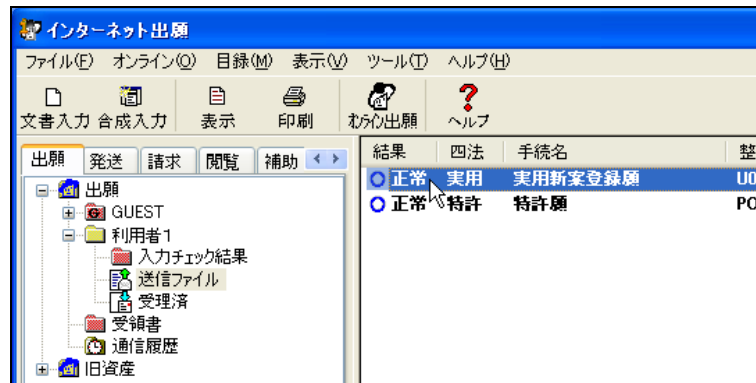 インターネット出願
ファイル(F) オンライン(O) 目録(M) 表示(V) ツール(T) ヘルプ(H)
文書入力 合成入力 表示 印刷 オンライン出願 ヘルプ
出願 発送 請求 閲覧 補助
結果 四法 手続名 整
正常 実用 実用新案登録願 U0
正常 特許 特許願 PO
出願
GUEST
利用者1
入力チェック結果
送信ファイル
受理済
受領書
通信履歴
旧資産